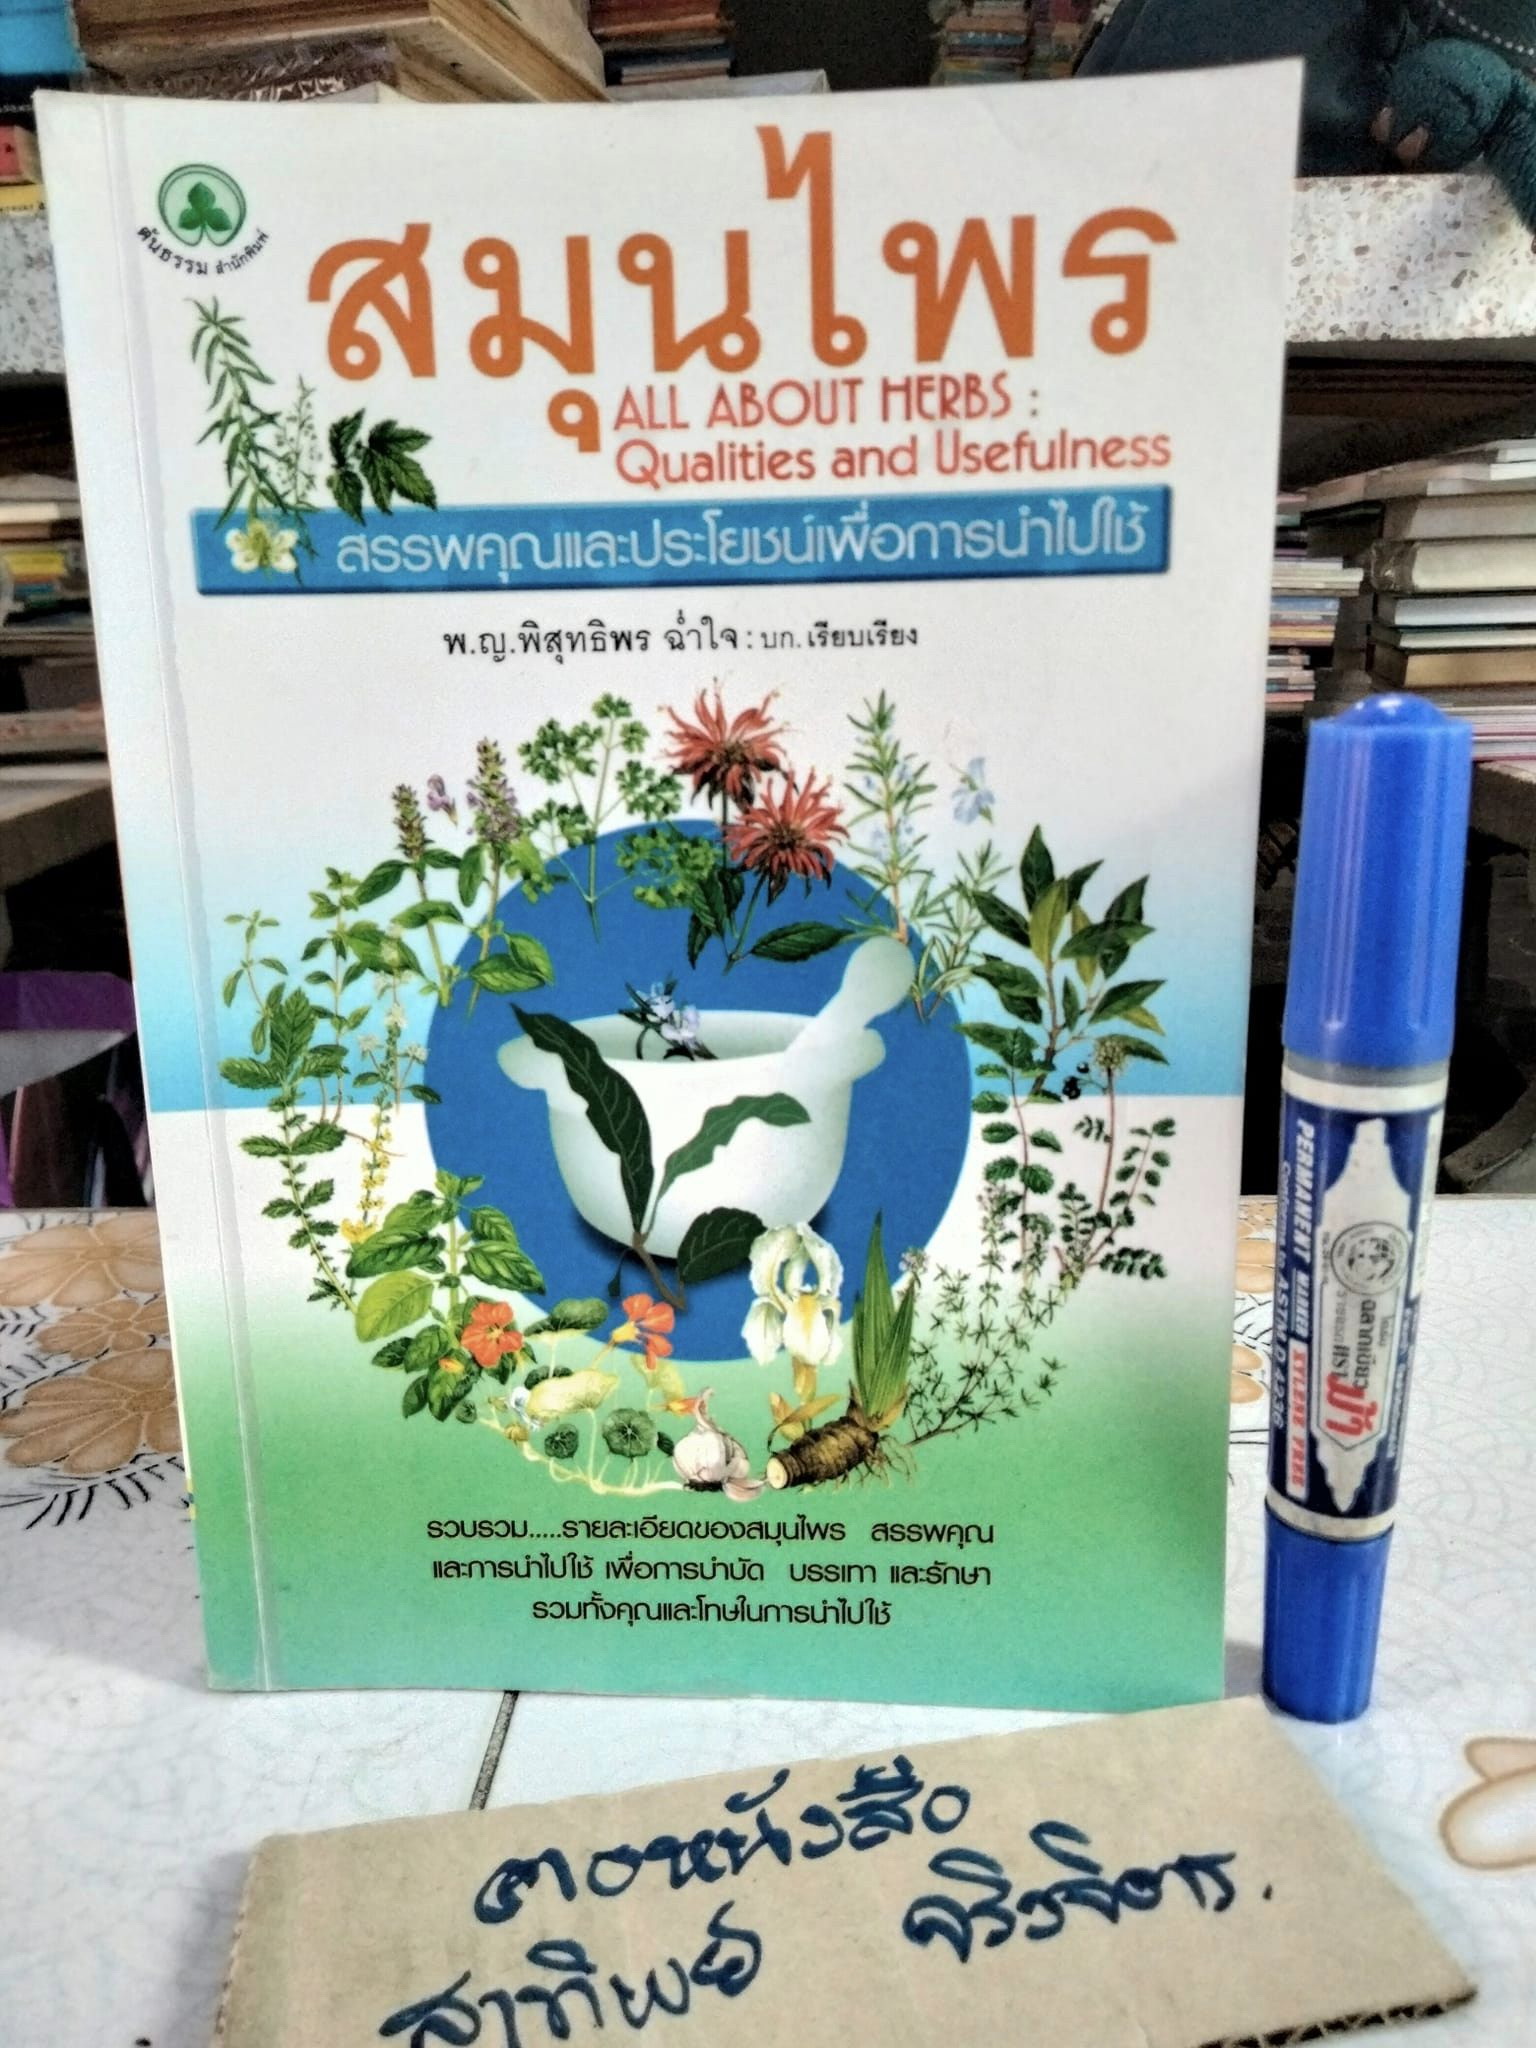 ต้นธรรม สำนักพิมพ์
สมุนไพร
ALL ABOUT HERBS :
Qualities and Usefulness
สรรพคุณและประโยชน์เพื่อการนำไปใช้
พ.ญ.พิสุทธิพร ฉ่ำใจ : บก. เรียบเรียง
รวบรวม.....รายละเอียดของสมุนไพร สรรพคุณ
และการนำไปใช้ เพื่อการบำบัด บรรเทา และรักษา
รวมทั้งคุณและโทษในการนำไปใช้
PERMANENT MARKER XYLENE FREE
Conforms to ASTM D 4236
ตราม้า
กองหนังสือ
สาทิพย์